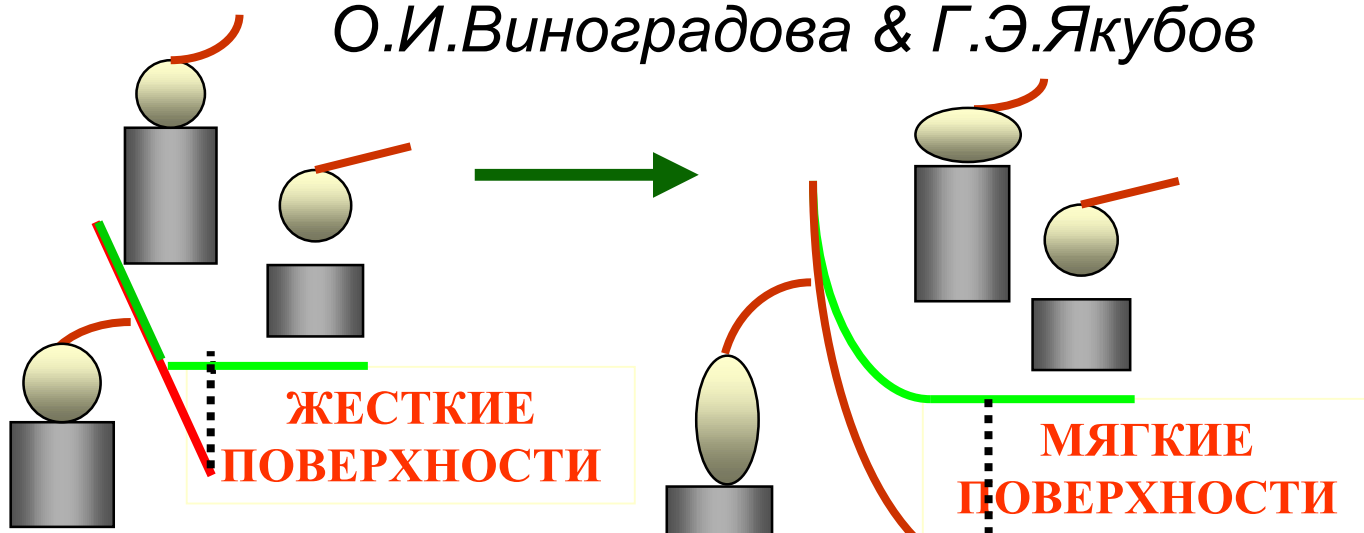 О.И.Виноградова & Г.Э.Якубов
ЖЕСТКИЕ
ПОВЕРХНОСТИ
МЯГКИЕ
ПОВЕРХНОСТИ